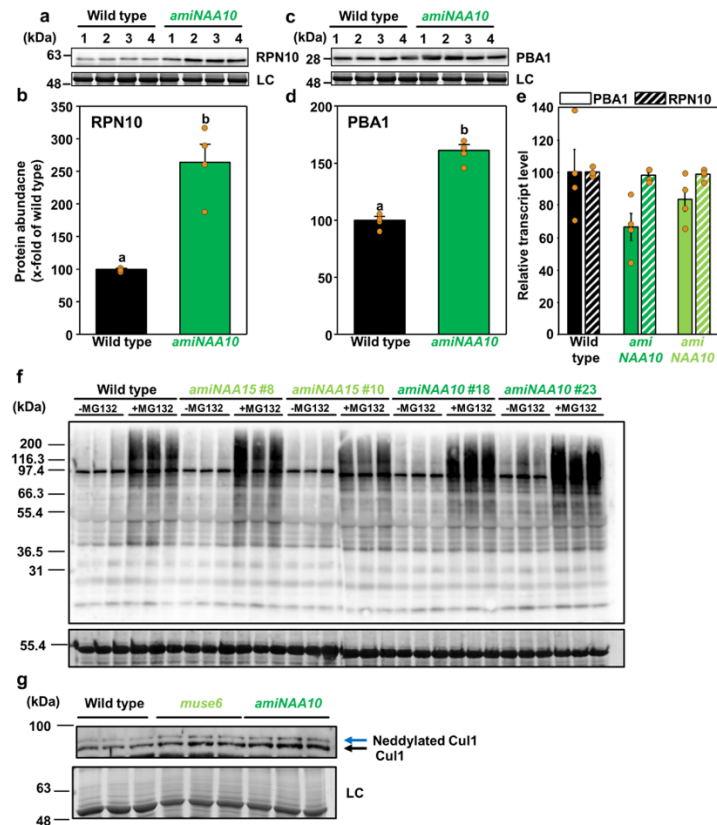 a Wild type amiNAA10
(kDa) 1 2 3 4 1 2 3 4
63 RPN10
48 LC
c Wild type amiNAA10
(kDa) 1 2 3 4 1 2 3 4
28 PBA1
48 LC
b
RPN10
Protein abundacne
(x-fold of wild type)
350
300
250
200
150
100
50
0
a
b
Wild type amiNAA10
d
PBA1
150
100
50
0
a
b
Wild type amiNAA10
e
PBA1 RPN10
Relative transcript level
140
120
100
80
60
40
20
0
Wild type
ami NAA10
ami NAA10
f
Wild type amiNAA15 #8 amiNAA15 #10 amiNAA10 #18 amiNAA10 #23
(kDa) -MG132 +MG132 -MG132 +MG132 -MG132 +MG132 -MG132 +MG132 -MG132 +MG132
200
116.3
97.4
66.3
55.4
36.5
31
55.4
g
(kDa) Wild type muse6 amiNAA10
100
Neddylated Cul1
Cul1
63
LC
48